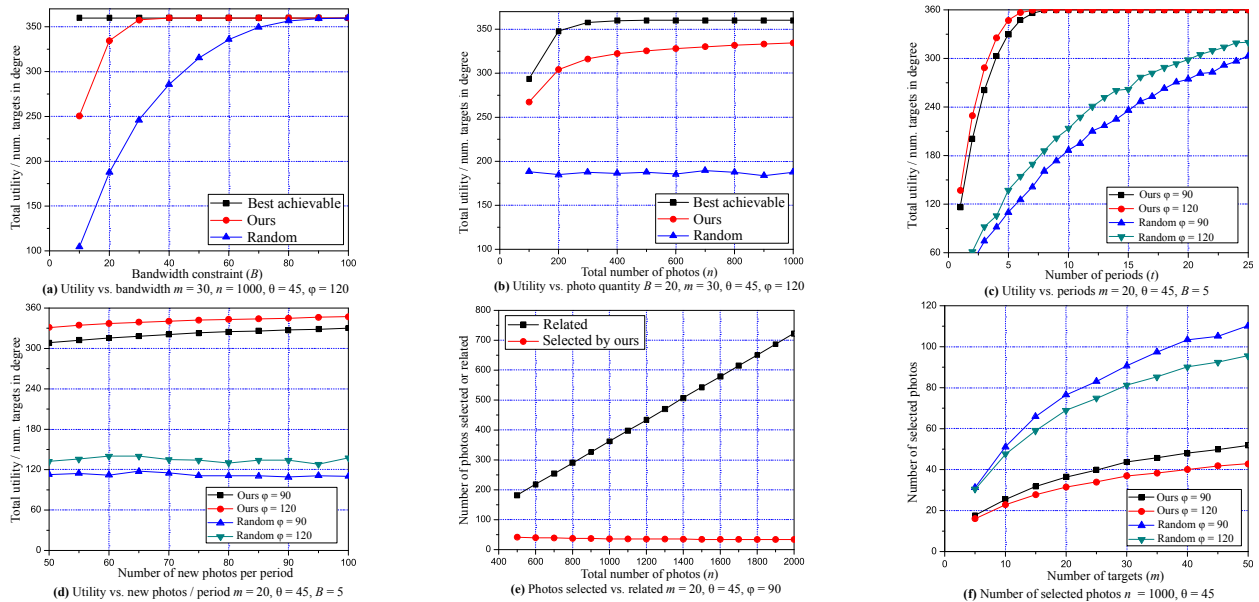 Total utility / num. targets in degree
350
300
250
200
150
100
0 20 40 60 80 100
Best achievable
Ours
Random
Bandwidth constraint (B)
(a) Utility vs. bandwidth m = 30, n = 1000, θ = 45, φ = 120
Total utility / num. targets in degree
350
300
250
200
150
100
0 200 400 600 800 1000
Best achievable
Ours
Random
Total number of photos (n)
(b) Utility vs. photo quantity B = 20, m = 30, θ = 45, φ = 120
Total utility / num. targets in degree
360
300
240
180
120
60
0 5 10 15 20 25
Ours φ = 90
Ours φ = 120
Random φ = 90
Random φ = 120
Number of periods (t)
(c) Utility vs. periods m = 20, θ = 45, B = 5
Total utility / num. targets in degree
360
300
240
180
120
60
0
50 60 70 80 90 100
Ours φ = 90
Ours φ = 120
Random φ = 90
Random φ = 120
Number of new photos per period
(d) Utility vs. new photos / period m = 20, θ = 45, B = 5
Number of photos selected or related
800
700
600
500
400
300
200
100
0
400 600 800 1000 1200 1400 1600 1800 2000
Related
Selected by ours
Total number of photos (n)
(e) Photos selected vs. related m = 20, θ = 45, φ = 90
Number of selected photos
120
100
80
60
40
20
0
0 10 20 30 40 50
Ours φ = 90
Ours φ = 120
Random φ = 90
Random φ = 120
Number of targets (m)
(f) Number of selected photos n = 1000, θ = 45